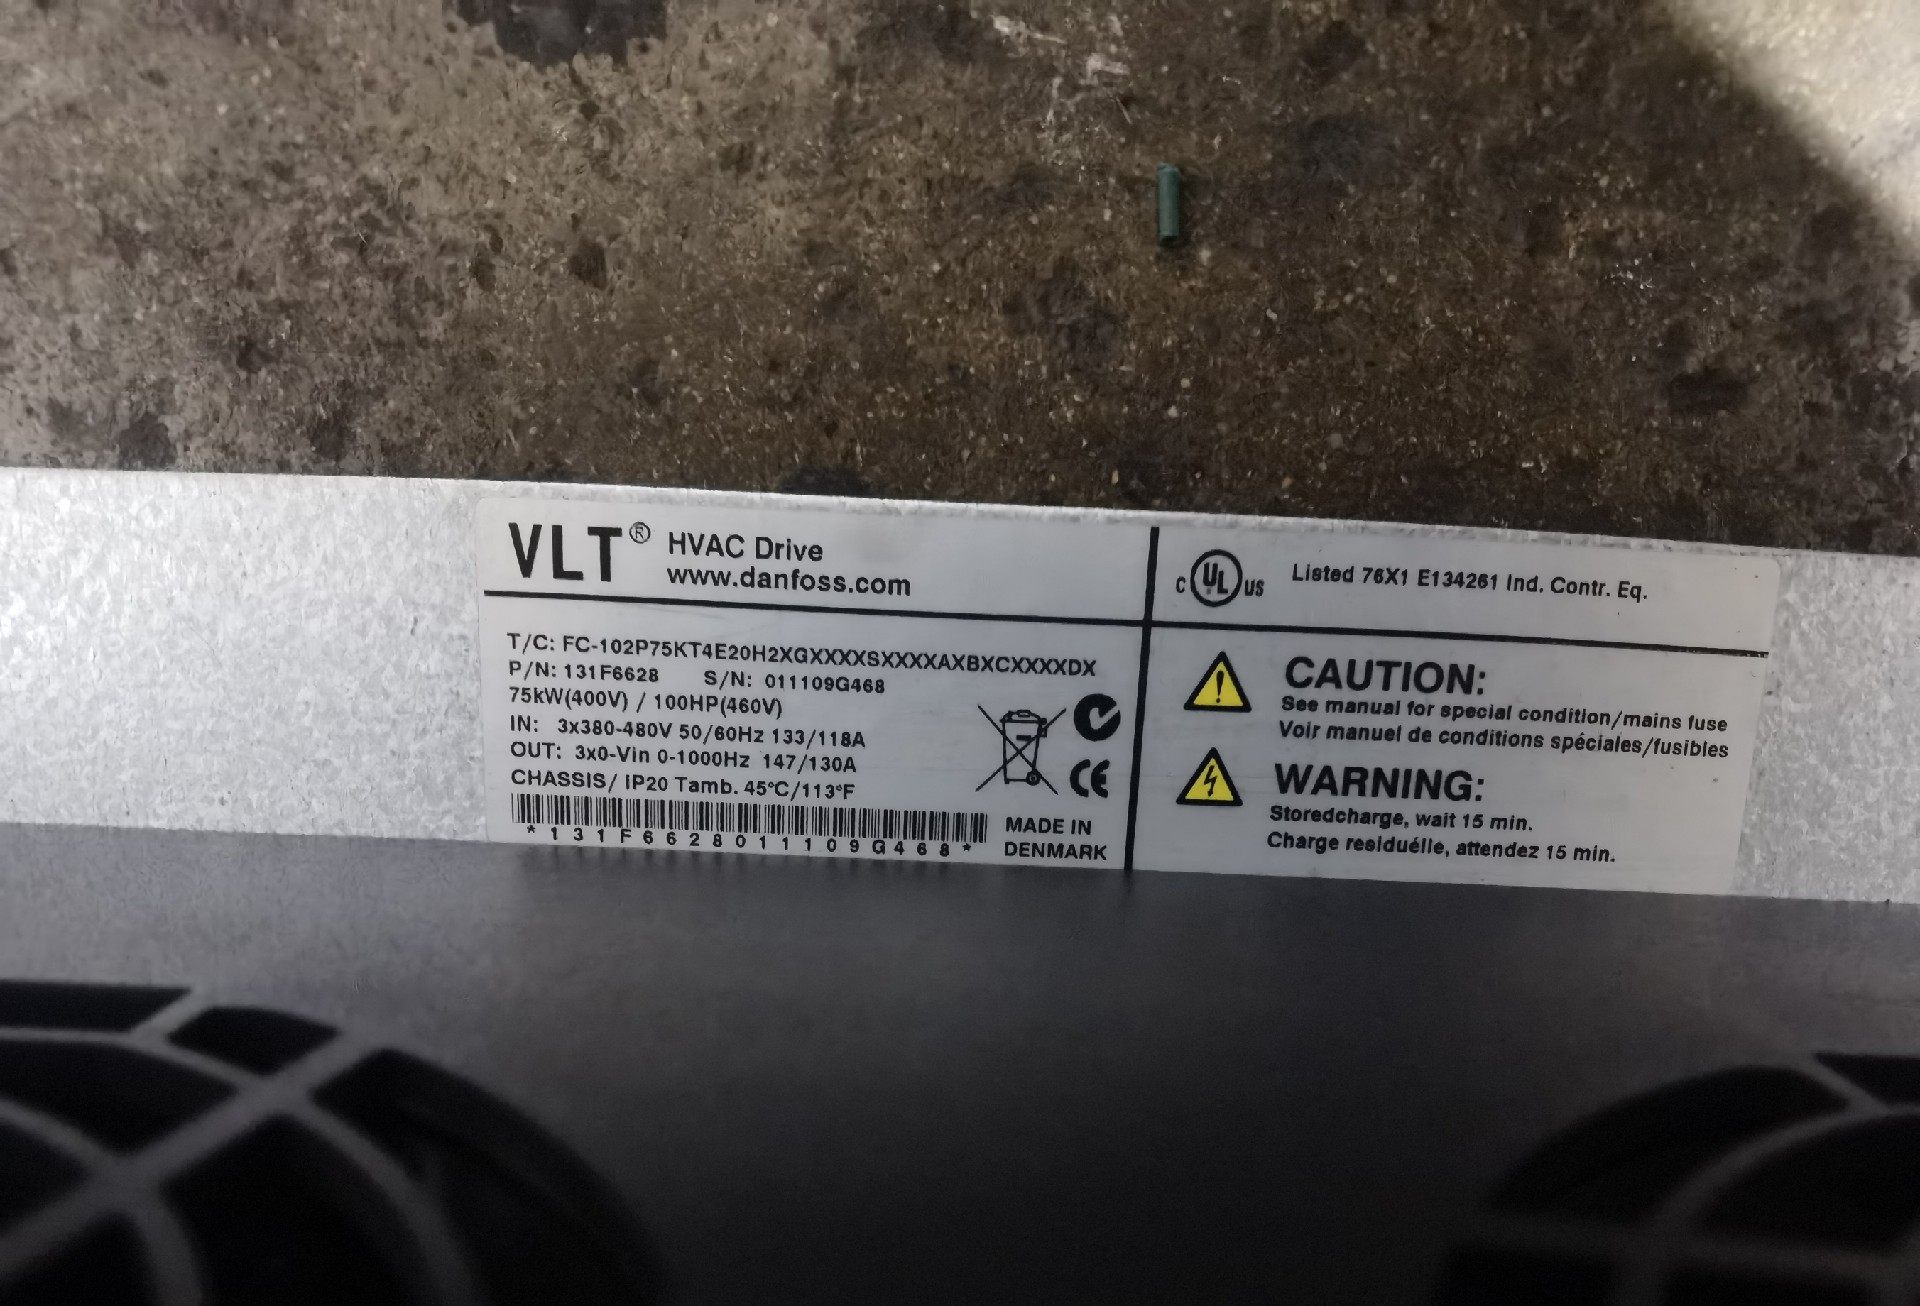 VLT® HVAC Drive
www.danfoss.com
T/C: FC-102P75KT4E20H2XGXXXXSXXXXAXBXCXXXXDX
P/N: 131F6628 S/N: 011109G468
75kW(400V) / 100HP(460V)
IN: 3x380-480V 50/60Hz 133/118A
OUT: 3x0-Vin 0-1000Hz 147/130A
CHASSIS/ IP20 Tamb. 45°C/113°F
*131F6628011109G468*
MADE IN
DENMARK
CE
C UL US Listed 76X1 E134261 Ind. Contr. Eq.
CAUTION:
See manual for special condition/mains fuse
Voir manuel de conditions spéciales/fusibles
WARNING:
Storedcharge, wait 15 min.
Charge residuélle, attendez 15 min.